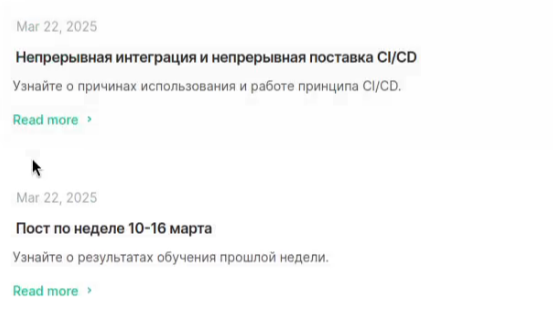 Mar 22, 2025
Непрерывная интеграция и непрерывная поставка CI/CD
Узнайте о причинах использования и работе принципа CI/CD.
Read more
Mar 22, 2025
Пост по неделе 10-16 марта
Узнайте о результатах обучения прошлой недели.
Read more